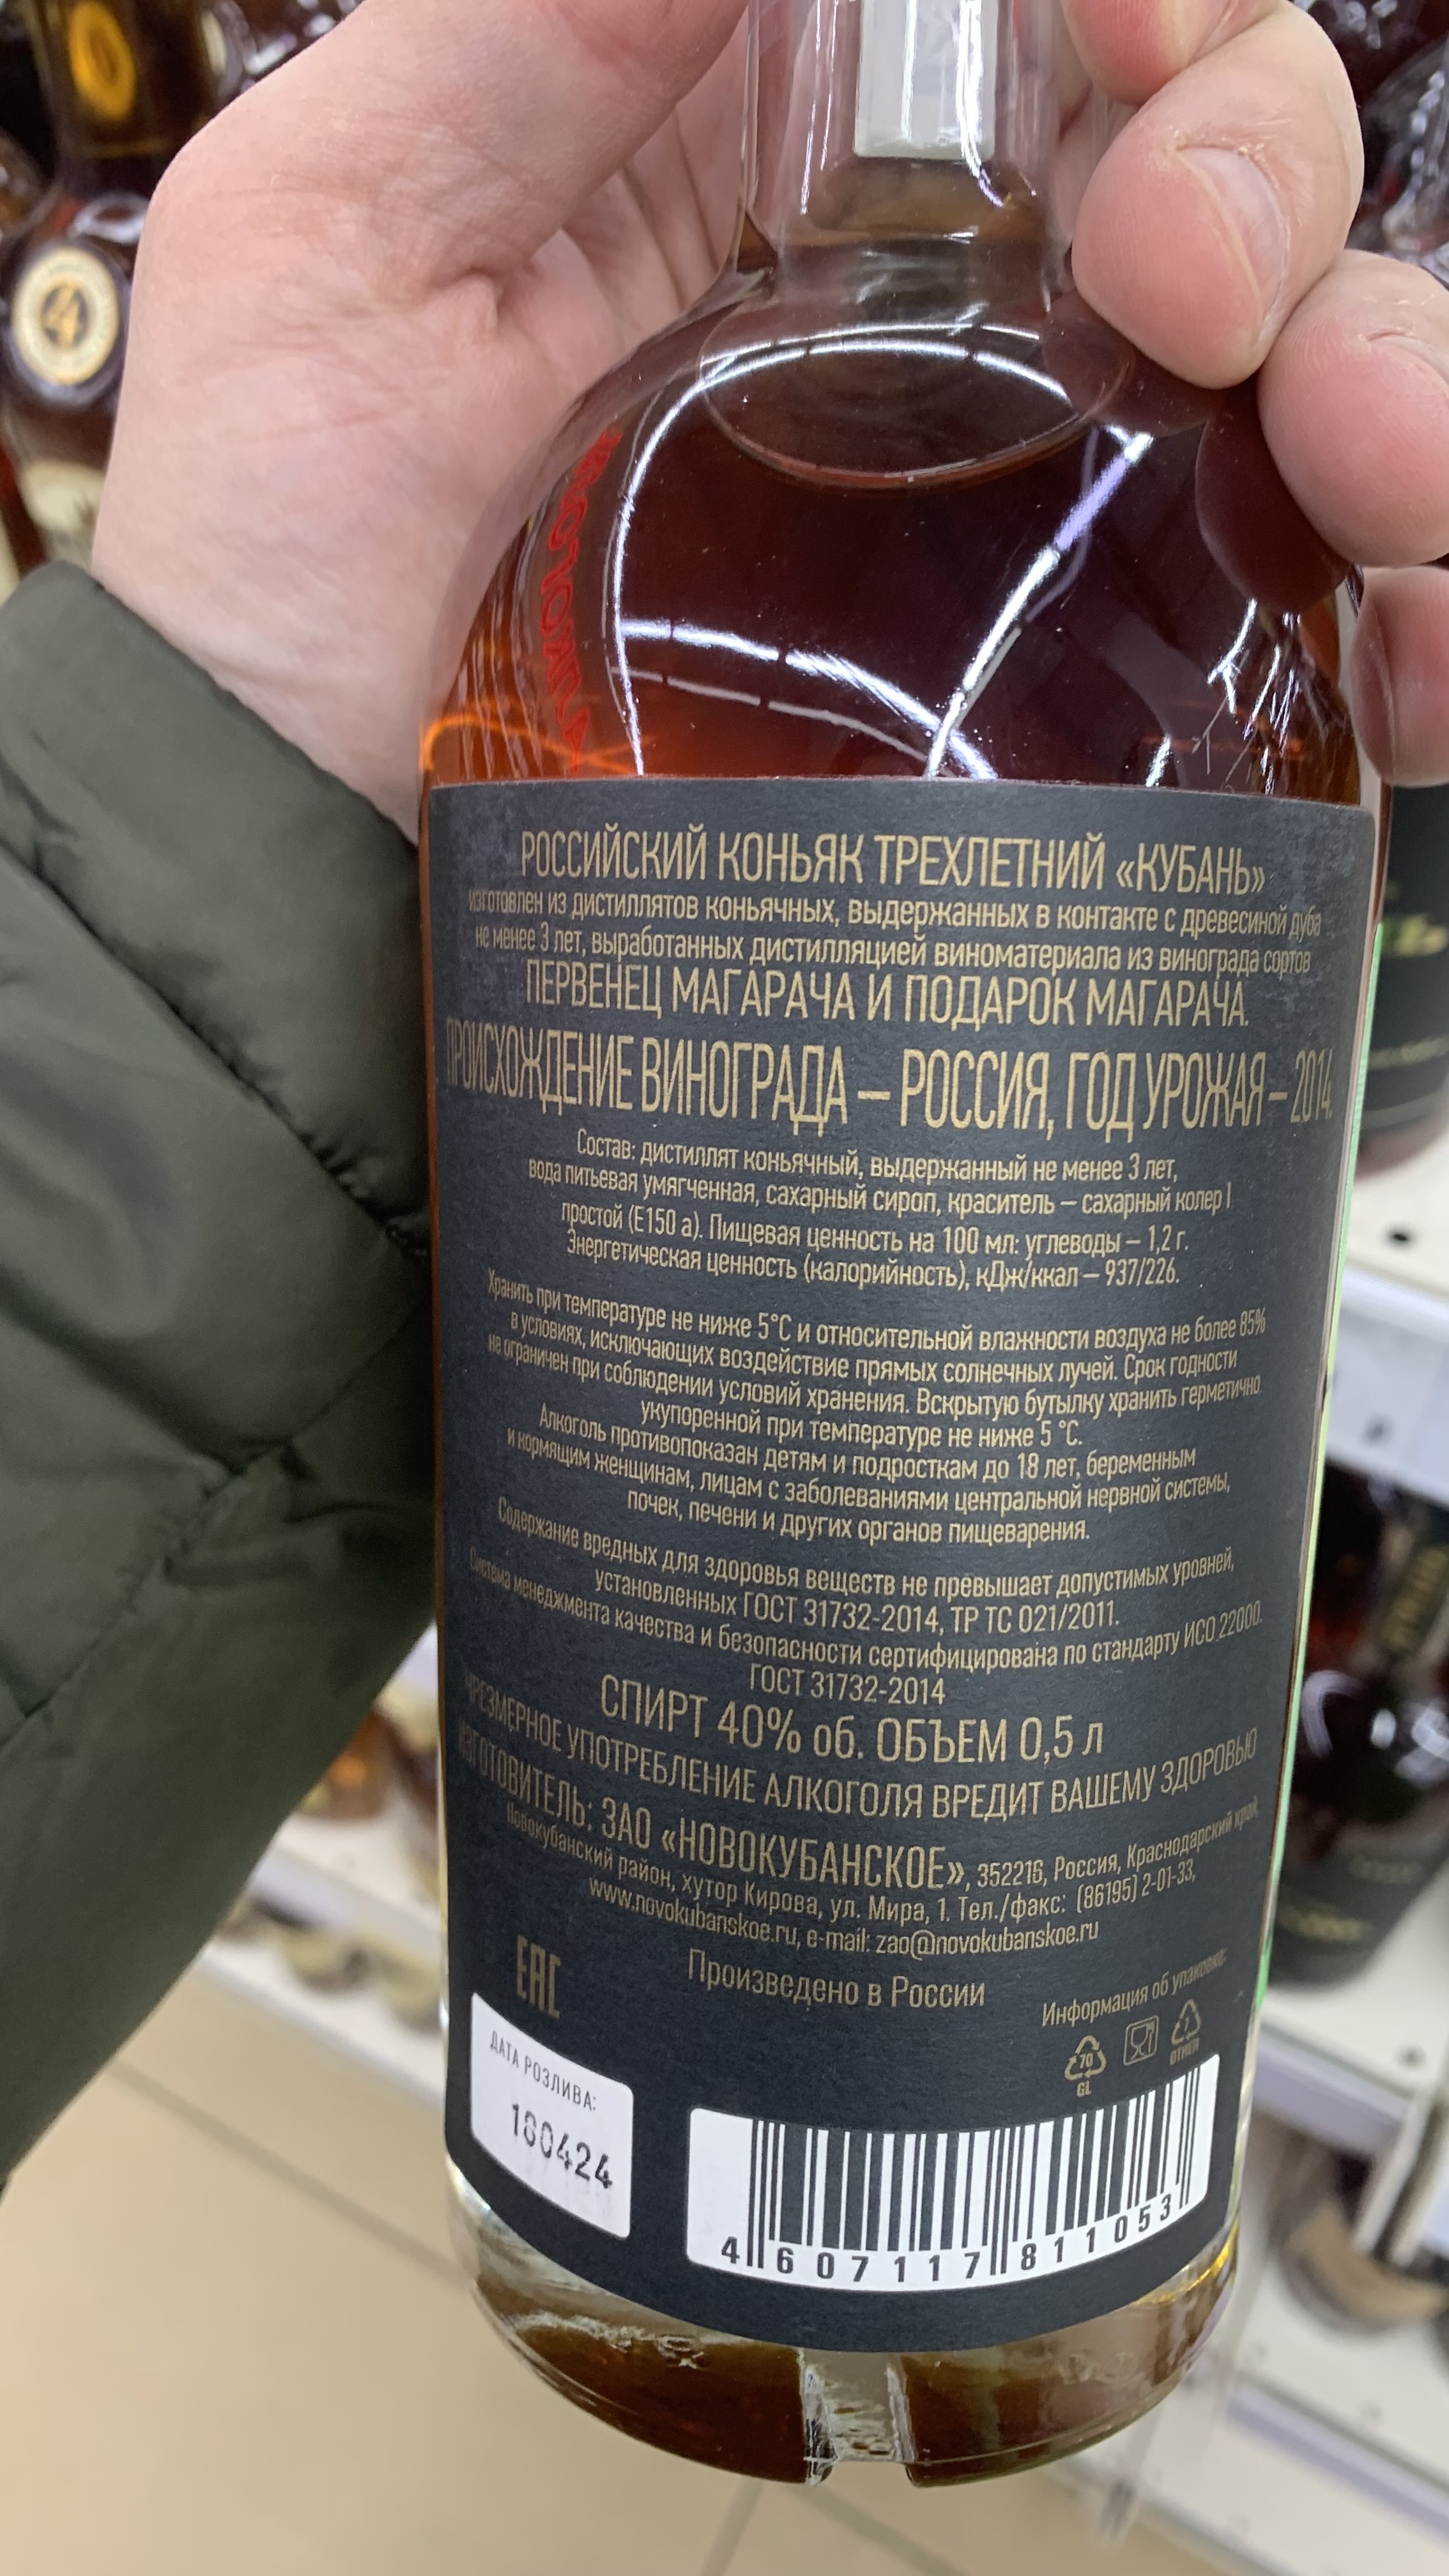 РОССИЙСКИЙ КОНЬЯК ТРЕХЛЕТНИЙ «КУБАНЬ»
изготовлен из дистиллятов коньячных, выдержанных в контакте с древесиной дуба
не менее 3 лет, выработанных дистилляцией виноматериала из винограда сортов
ПЕРВЕНЕЦ МАГАРАЧА И ПОДАРОК МАГАРАЧА.
ПРОИСХОЖДЕНИЕ ВИНОГРАДА – РОССИЯ, ГОД УРОЖАЯ – 2014.
Состав: дистиллят коньячный, выдержанный не менее 3 лет,
вода питьевая умягченная, сахарный сироп, краситель – сахарный колер I
простой (Е150 а). Пищевая ценность на 100 мл: углеводы – 1,2 г.
Энергетическая ценность (калорийность), кДж/ккал – 937/226.
Хранить при температуре не ниже 5°С и относительной влажности воздуха не более 85%
в условиях, исключающих воздействие прямых солнечных лучей. Срок годности
не ограничен при соблюдении условий хранения. Вскрытую бутылку хранить герметично
укупоренной при температуре не ниже 5 °С.
Алкоголь противопоказан детям и подросткам до 18 лет, беременным
и кормящим женщинам, лицам с заболеваниями центральной нервной системы,
почек, печени и других органов пищеварения.
Содержание вредных для здоровья веществ не превышает допустимых уровней,
установленных ГОСТ 31732-2014, ТР ТС 021/2011.
Система менеджмента качества и безопасности сертифицирована по стандарту ИСО 22000.
ГОСТ 31732-2014
СПИРТ 40% об. ОБЪЕМ 0,5 л
ЧРЕЗМЕРНОЕ УПОТРЕБЛЕНИЕ АЛКОГОЛЯ ВРЕДИТ ВАШЕМУ ЗДОРОВЬЮ
ИЗГОТОВИТЕЛЬ: ЗАО «НОВОКУБАНСКОЕ», 352216, Россия, Краснодарский край,
Новокубанский район, хутор Кирова, ул. Мира, 1. Тел./факс: (86195) 2-01-33,
www.novokubanskoe.ru, e-mail: zao@novokubanskoe.ru
Произведено в России
EAC
Информация об упаковке:
70
GL
7
OTHER
ДАТА РОЗЛИВА:
180424
4 607117 811053
4